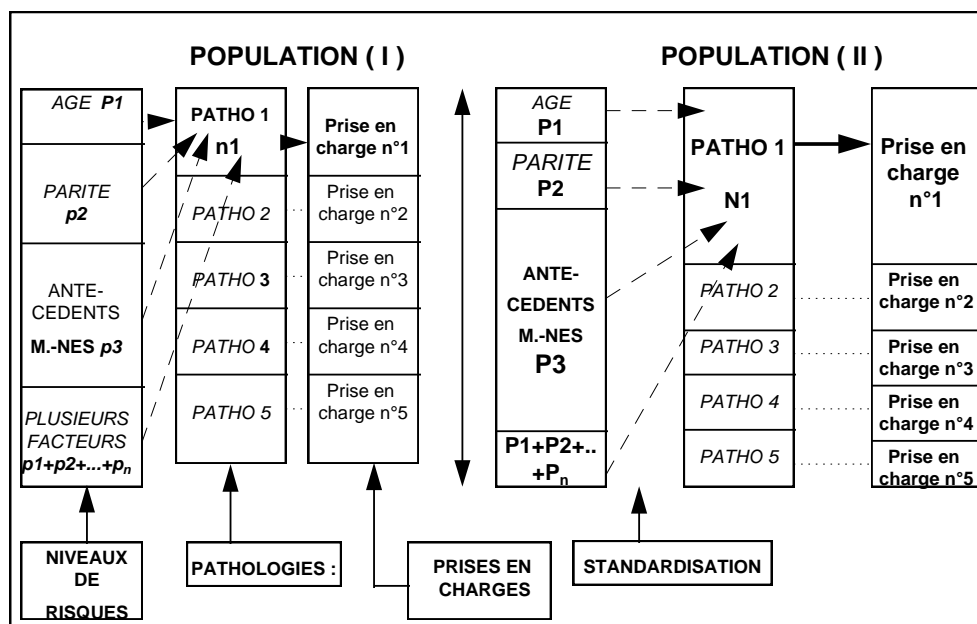 POPULATION ( I )
AGE P1
PARITE
p2
ANTE-
CEDENTS
M.-NES p3
PLUSIEURS
FACTEURS
p1+p2+...+pn
PATHO 1
n1
PATHO 2
PATHO 3
PATHO 4
PATHO 5
Prise en
charge n°1
Prise en
charge n°2
Prise en
charge n°3
Prise en
charge n°4
Prise en
charge n°5
POPULATION ( II )
AGE
P1
PARITE
P2
ANTE-
CEDENTS
M.-NES
P3
P1+P2+..
+Pn
PATHO 1
N1
PATHO 2
PATHO 3
PATHO 4
PATHO 5
Prise en
charge
n°1
Prise en
charge n°2
Prise en
charge n°3
Prise en
charge n°4
Prise en
charge n°5
NIVEAUX
DE
RISQUES
PATHOLOGIES :
PRISES EN
CHARGES
STANDARDISATION